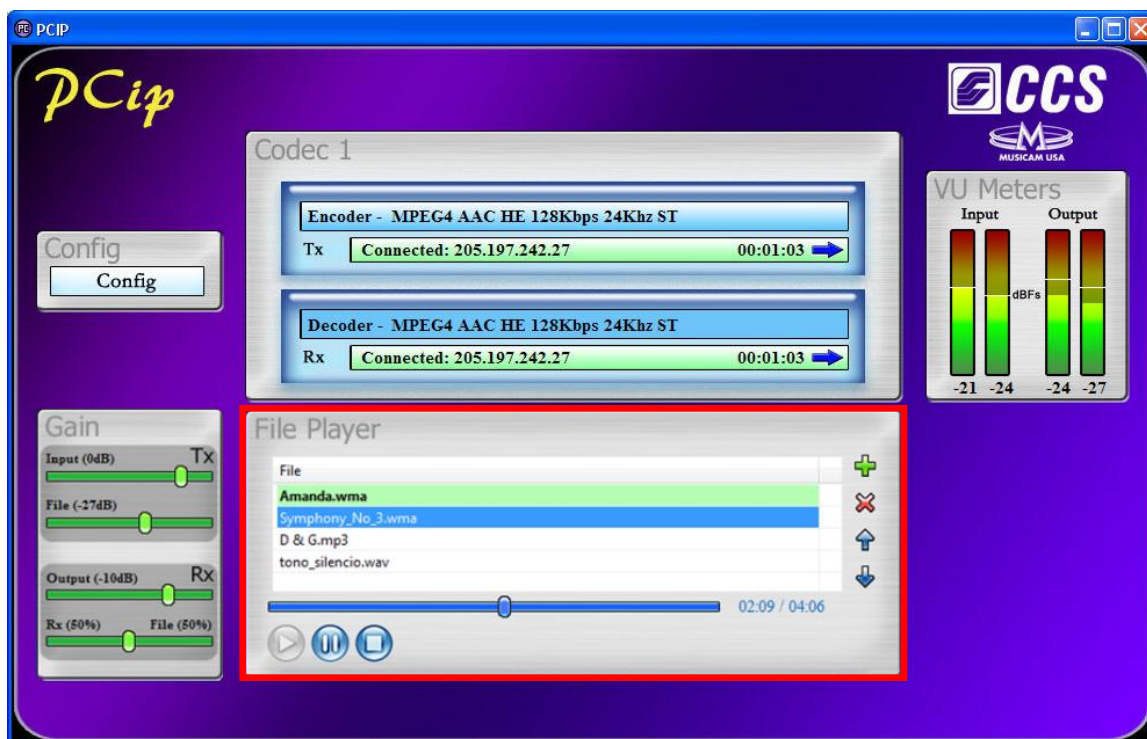 PCIP
PCip
CCS
MUSICAM USA
Codec 1
Encoder - MPEG4 AAC HE 128Kbps 24Khz ST
Tx Connected: 205.197.242.27 00:01:03
Decoder - MPEG4 AAC HE 128Kbps 24Khz ST
Rx Connected: 205.197.242.27 00:01:03
VU Meters
Input Output
dBFs
-21 -24 -24 -27
Config
Config
Gain
Input (0dB) Tx
File (-27dB)
Output (-10dB) Rx
Rx (50%) File (50%)
File Player
File
Amanda.wma
Symphony_No_3.wma
D & G.mp3
tono_silencio.wav
02:09 / 04:06